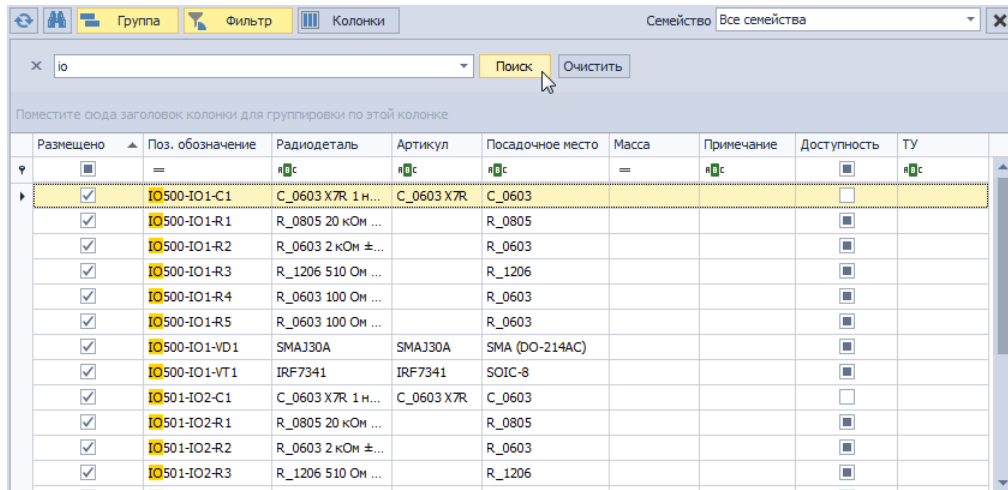 Группа Фильтр Колонки Семейство Все семейства
io Поиск Очистить
Поместите сюда заголовок колонки для группировки по этой колонке
Размещено Поз. обозначение Радиодеталь Артикул Посадочное место Масса Примечание Доступность ТУ
= ABC ABC ABC = ABC ABC
IO500-IO1-C1 C_0603 X7R 1 н... C_0603 X7R C_0603
IO500-IO1-R1 R_0805 20 кОм ... R_0805
IO500-IO1-R2 R_0603 2 кОм ±... R_0603
IO500-IO1-R3 R_1206 510 Ом ... R_1206
IO500-IO1-R4 R_0603 100 Ом ... R_0603
IO500-IO1-R5 R_0603 100 Ом ... R_0603
IO500-IO1-VD1 SMAJ30A SMAJ30A SMA (DO-214AC)
IO500-IO1-VT1 IRF7341 IRF7341 SOIC-8
IO501-IO2-C1 C_0603 X7R 1 н... C_0603 X7R C_0603
IO501-IO2-R1 R_0805 20 кОм ... R_0805
IO501-IO2-R2 R_0603 2 кОм ±... R_0603
IO501-IO2-R3 R_1206 510 Ом ... R_1206